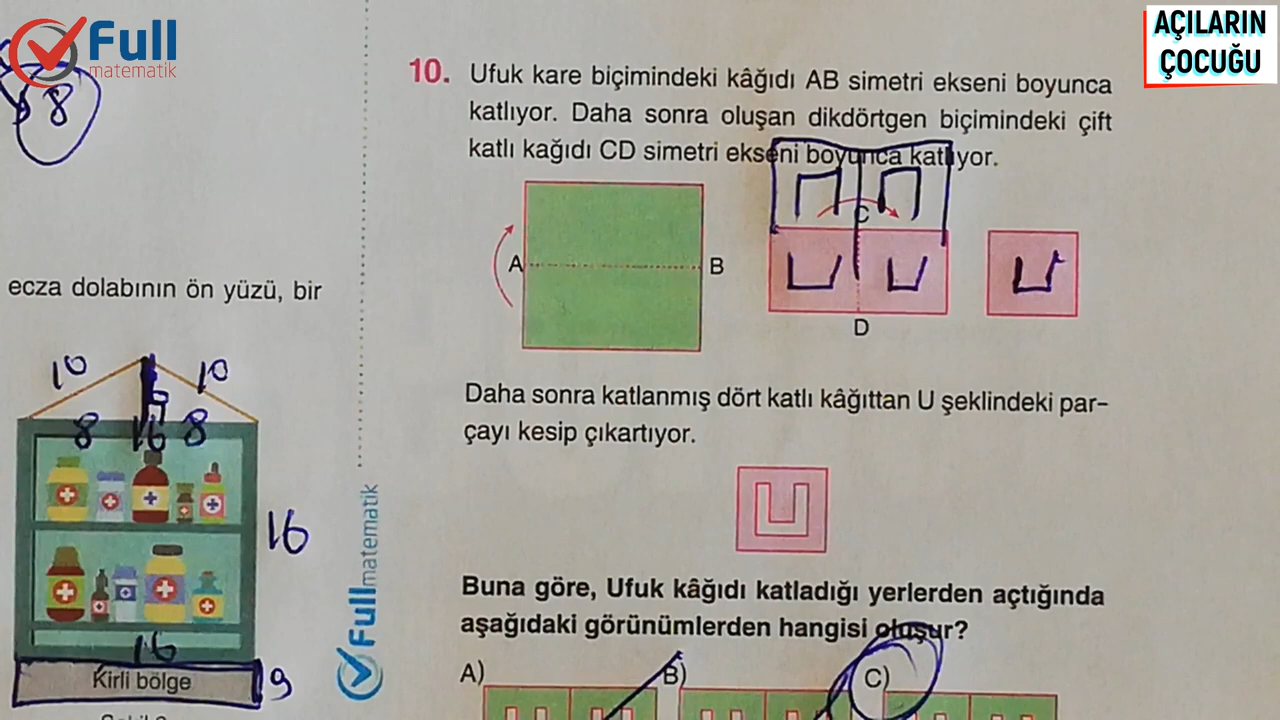 Full
matematik
AÇILARIN
ÇOCUĞU
8
ecza dolabının ön yüzü, bir
10
10
8
16
8
16
16
Kirli bölge
9
Full matematik
10. Ufuk kare biçimindeki kâğıdı AB simetri ekseni boyunca
katlıyor. Daha sonra oluşan dikdörtgen biçimindeki çift
katlı kağıdı CD simetri ekseni boyunca katlıyor.
A
B
C
D
Daha sonra katlanmış dört katlı kâğıttan U şeklindeki par-
çayı kesip çıkartıyor.
Buna göre, Ufuk kâğıdı katladığı yerlerden açtığında
aşağıdaki görünümlerden hangisi oluşur?
A)
B)
C)